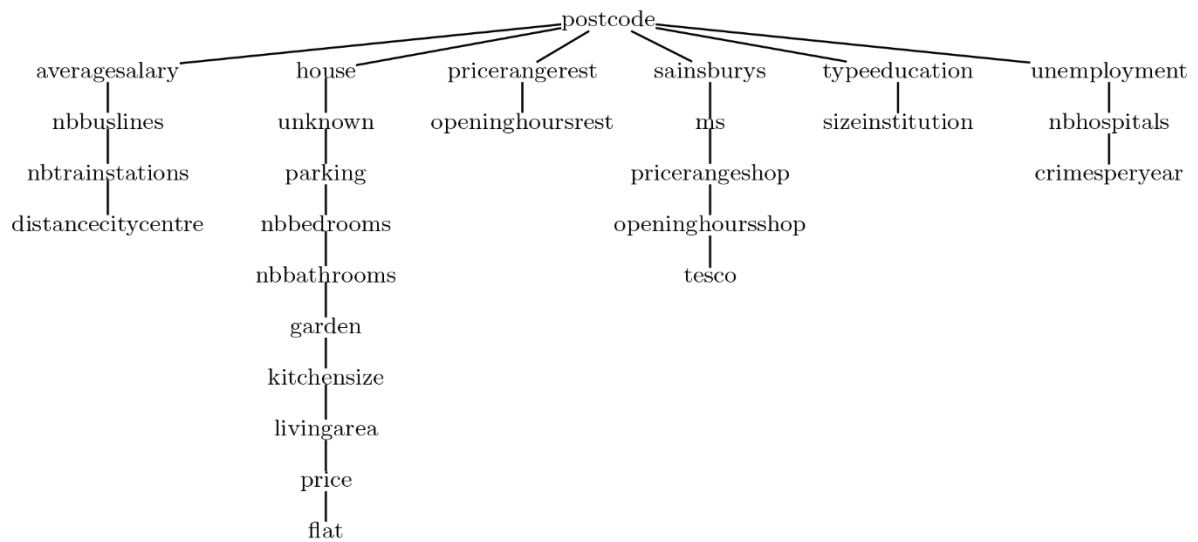 postcode
averagesalary house pricerangerest sainsburys typeeducation unemployment
nbbuslines unknown openinghoursrest ms sizeinstitution nbhospitals
nbtrainstations parking pricerangeshop crimesperyear
distancecitycentre nbbedrooms openinghoursshop
nbbathrooms tesco
garden
kitchensize
livingarea
price
flat